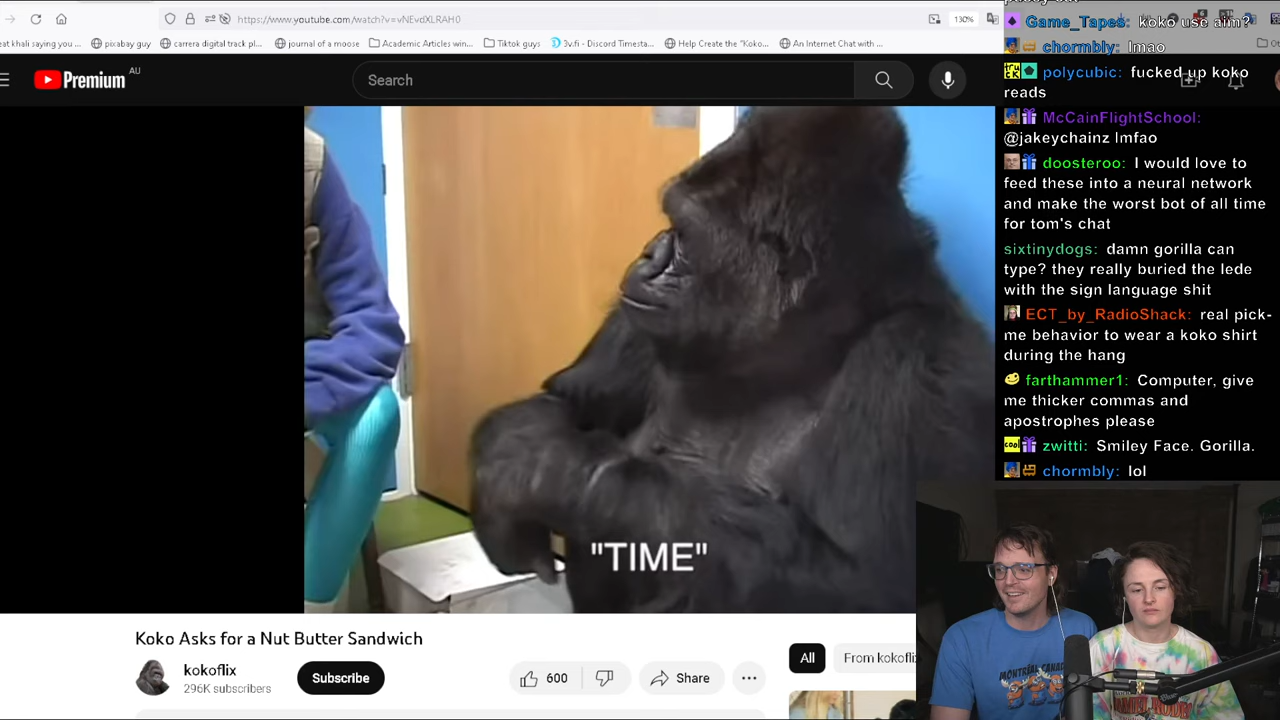 https://www.youtube.com/watch?v=vNEvdXLRAH0
130%
eat khali saying you ...
pixabay guy
carrera digital track pl...
journal of a moose
Academic Articles win...
Tiktok guys
3v.fi - Discord Timesta...
Help Create the "Koko...
An Internet Chat with ...
Premium AU
Search
"TIME"
Koko Asks for a Nut Butter Sandwich
kokoflix
296K subscribers
Subscribe
600
Share
All
From kokoflix
Game_Tapes: koko use aim?
chormbly: lmao
polycubic: fucked up koko
reads
McCainFlightSchool:
@jakeychainz lmfao
doosteroo: I would love to
feed these into a neural network
and make the worst bot of all time
for tom's chat
sixtinydogs: damn gorilla can
type? they really buried the lede
with the sign language shit
ECT_by_RadioShack: real pick-
me behavior to wear a koko shirt
during the hang
farthammer1: Computer, give
me thicker commas and
apostrophes please
zwitti: Smiley Face. Gorilla.
chormbly: lol
MONTRÉAL CANADA